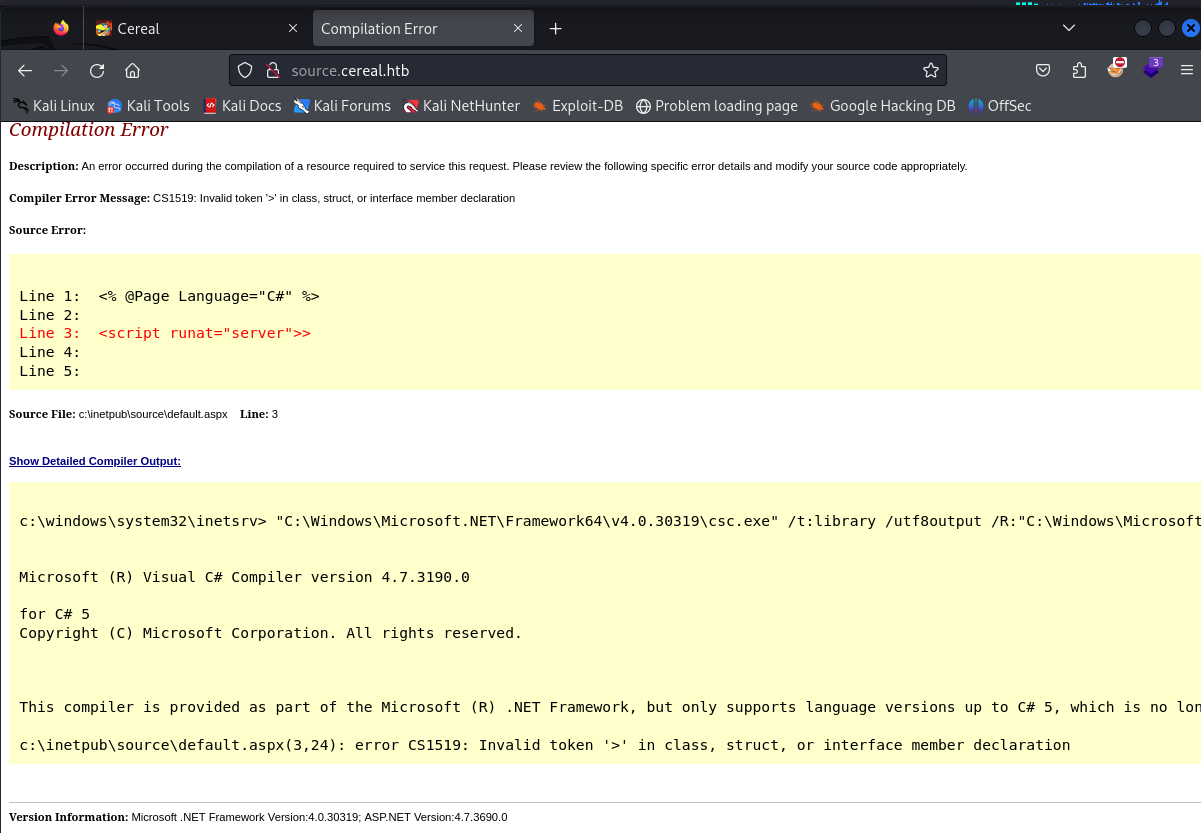 Cereal
Compilation Error
source.cereal.htb
3
Kali Linux Kali Tools Kali Docs Kali Forums Kali NetHunter Exploit-DB Problem loading page Google Hacking DB OffSec
Compilation Error
Description: An error occurred during the compilation of a resource required to service this request. Please review the following specific error details and modify your source code appropriately.
Compiler Error Message: CS1519: Invalid token '>' in class, struct, or interface member declaration
Source Error:
Line 1:  <% @Page Language="C#" %>
Line 2:
Line 3:  <script runat="server">>
Line 4:
Line 5:
Source File: c:\inetpub\source\default.aspx    Line: 3
Show Detailed Compiler Output:
c:\windows\system32\inetsrv> "C:\Windows\Microsoft.NET\Framework64\v4.0.30319\csc.exe" /t:library /utf8output /R:"C:\Windows\Microsoft
Microsoft (R) Visual C# Compiler version 4.7.3190.0
for C# 5
Copyright (C) Microsoft Corporation. All rights reserved.
This compiler is provided as part of the Microsoft (R) .NET Framework, but only supports language versions up to C# 5, which is no lon
c:\inetpub\source\default.aspx(3,24): error CS1519: Invalid token '>' in class, struct, or interface member declaration
Version Information: Microsoft .NET Framework Version:4.0.30319; ASP.NET Version:4.7.3690.0